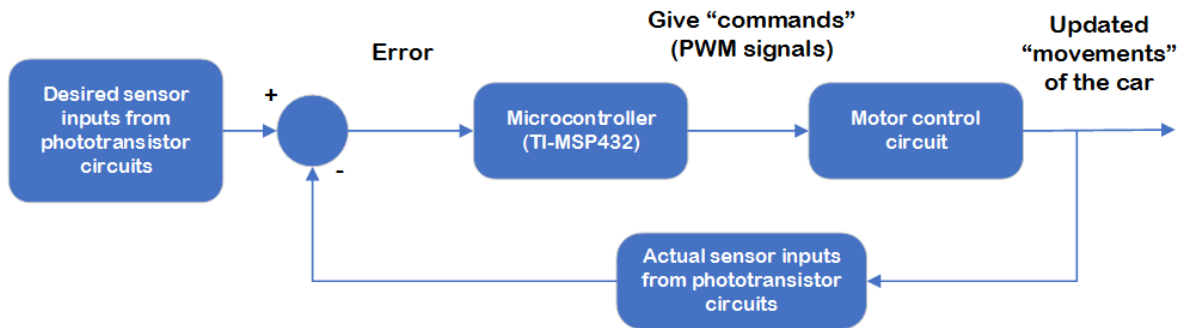 Give “commands”
(PWM signals)
Updated
“movements”
of the car
Error
Desired sensor
inputs from
phototransistor
circuits
+
-
Microcontroller
(TI-MSP432)
Motor control
circuit
Actual sensor inputs
from phototransistor
circuits